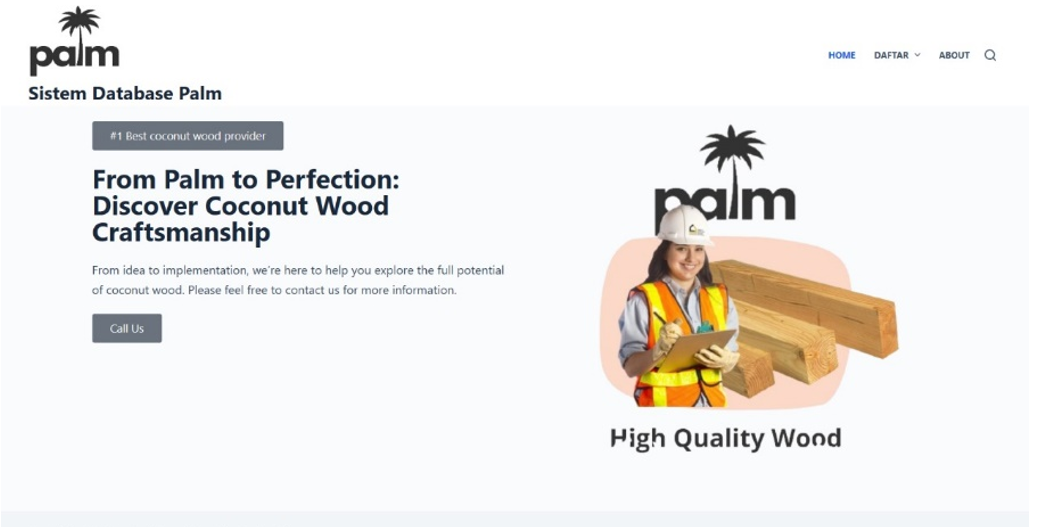 palm
Sistem Database Palm
HOME DAFTAR ABOUT
#1 Best coconut wood provider
From Palm to Perfection:
Discover Coconut Wood
Craftsmanship
From idea to implementation, we're here to help you explore the full potential
of coconut wood. Please feel free to contact us for more information.
Call Us
palm
High Quality Wood